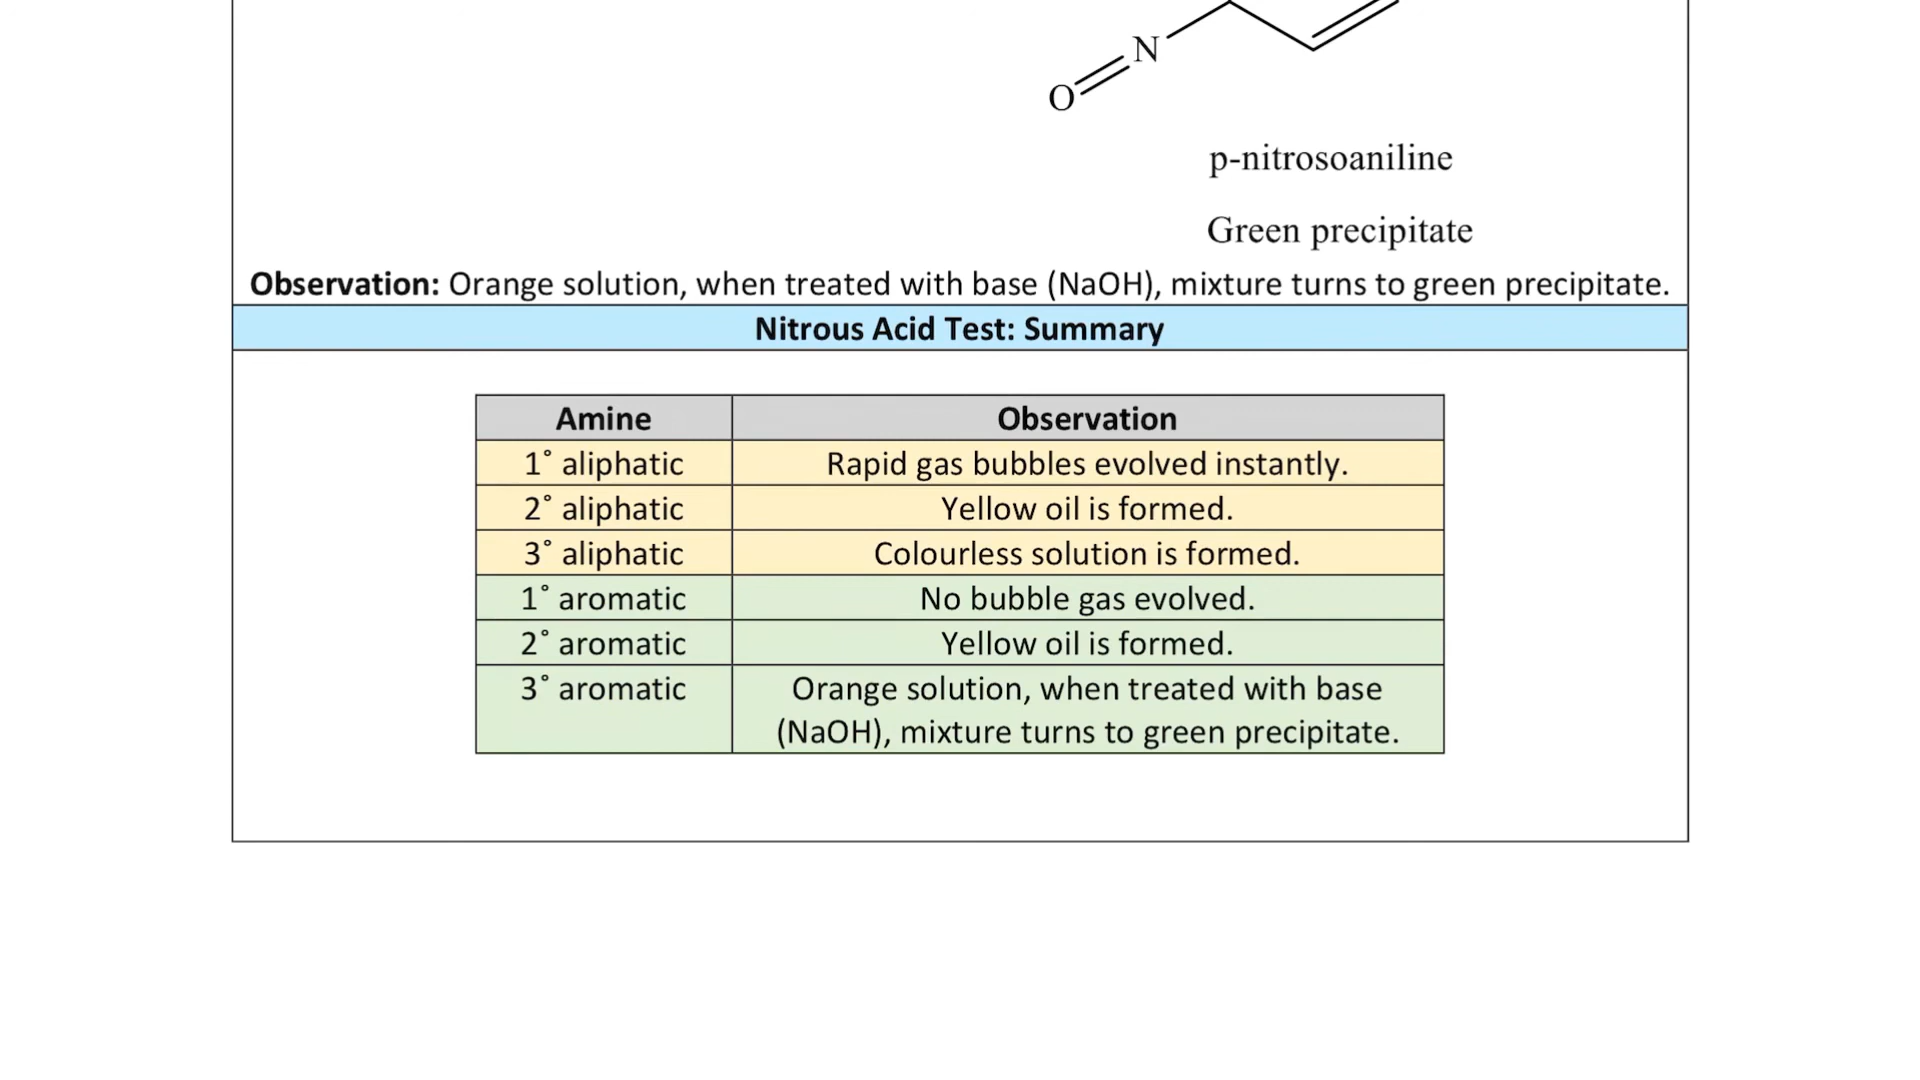 N
O
p-nitrosoaniline
Green precipitate
Observation: Orange solution, when treated with base (NaOH), mixture turns to green precipitate.
Nitrous Acid Test: Summary
Amine Observation
1˚ aliphatic Rapid gas bubbles evolved instantly.
2˚ aliphatic Yellow oil is formed.
3˚ aliphatic Colourless solution is formed.
1˚ aromatic No bubble gas evolved.
2˚ aromatic Yellow oil is formed.
3˚ aromatic Orange solution, when treated with base
(NaOH), mixture turns to green precipitate.